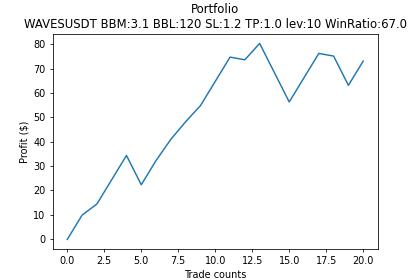 Portfolio
WAVESUSDT BBM:3.1 BBL:120 SL:1.2 TP:1.0 lev:10 WinRatio:67.0
80
70
60
50
40
30
20
10
0
Profit ($)
0.0 2.5 5.0 7.5 10.0 12.5 15.0 17.5 20.0
Trade counts